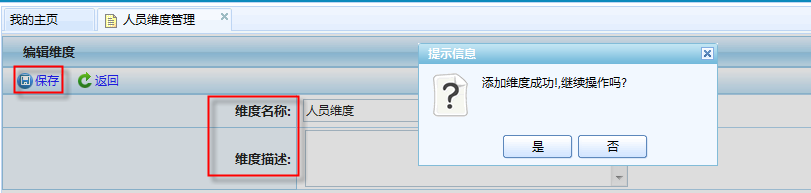 我的主页 人员维度管理
编辑维度
保存 返回
维度名称: 人员维度
维度描述:
提示信息
添加维度成功!,继续操作吗?
是 否